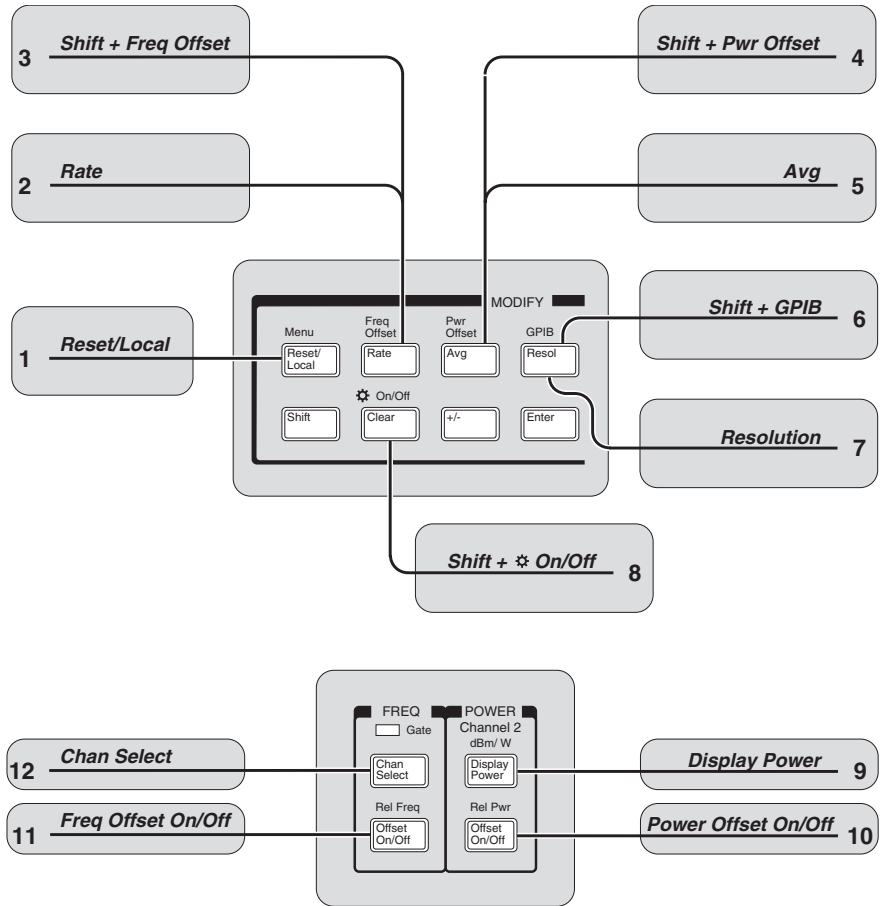 3 Shift + Freq Offset
Shift + Pwr Offset 4
2 Rate
Avg 5
1 Reset/Local
Shift + GPIB 6
Resolution 7
MODIFY
Menu
Freq
Offset
Pwr
Offset
GPIB
Reset/
Local
Rate
Avg
Resol
☼ On/Off
Shift
Clear
+/-
Enter
Shift + ☼ On/Off 8
FREQ
Gate
POWER
Channel 2
dBm/ W
Chan
Select
Display
Power
Rel Freq
Rel Pwr
Offset
On/Off
Offset
On/Off
12 Chan Select
Display Power 9
11 Freq Offset On/Off
Power Offset On/Off 10